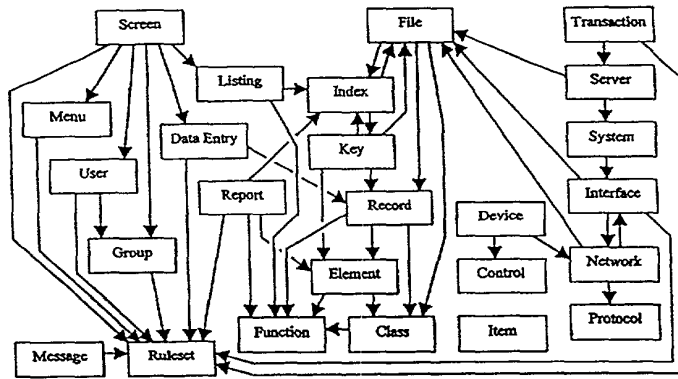 Screen
File
Transaction
Listing
Server
Index
Menu
Data Entry
Key
System
User
Report
Record
Interface
Device
Group
Element
Control
Network
Function
Class
Item
Protocol
Message
Ruleset